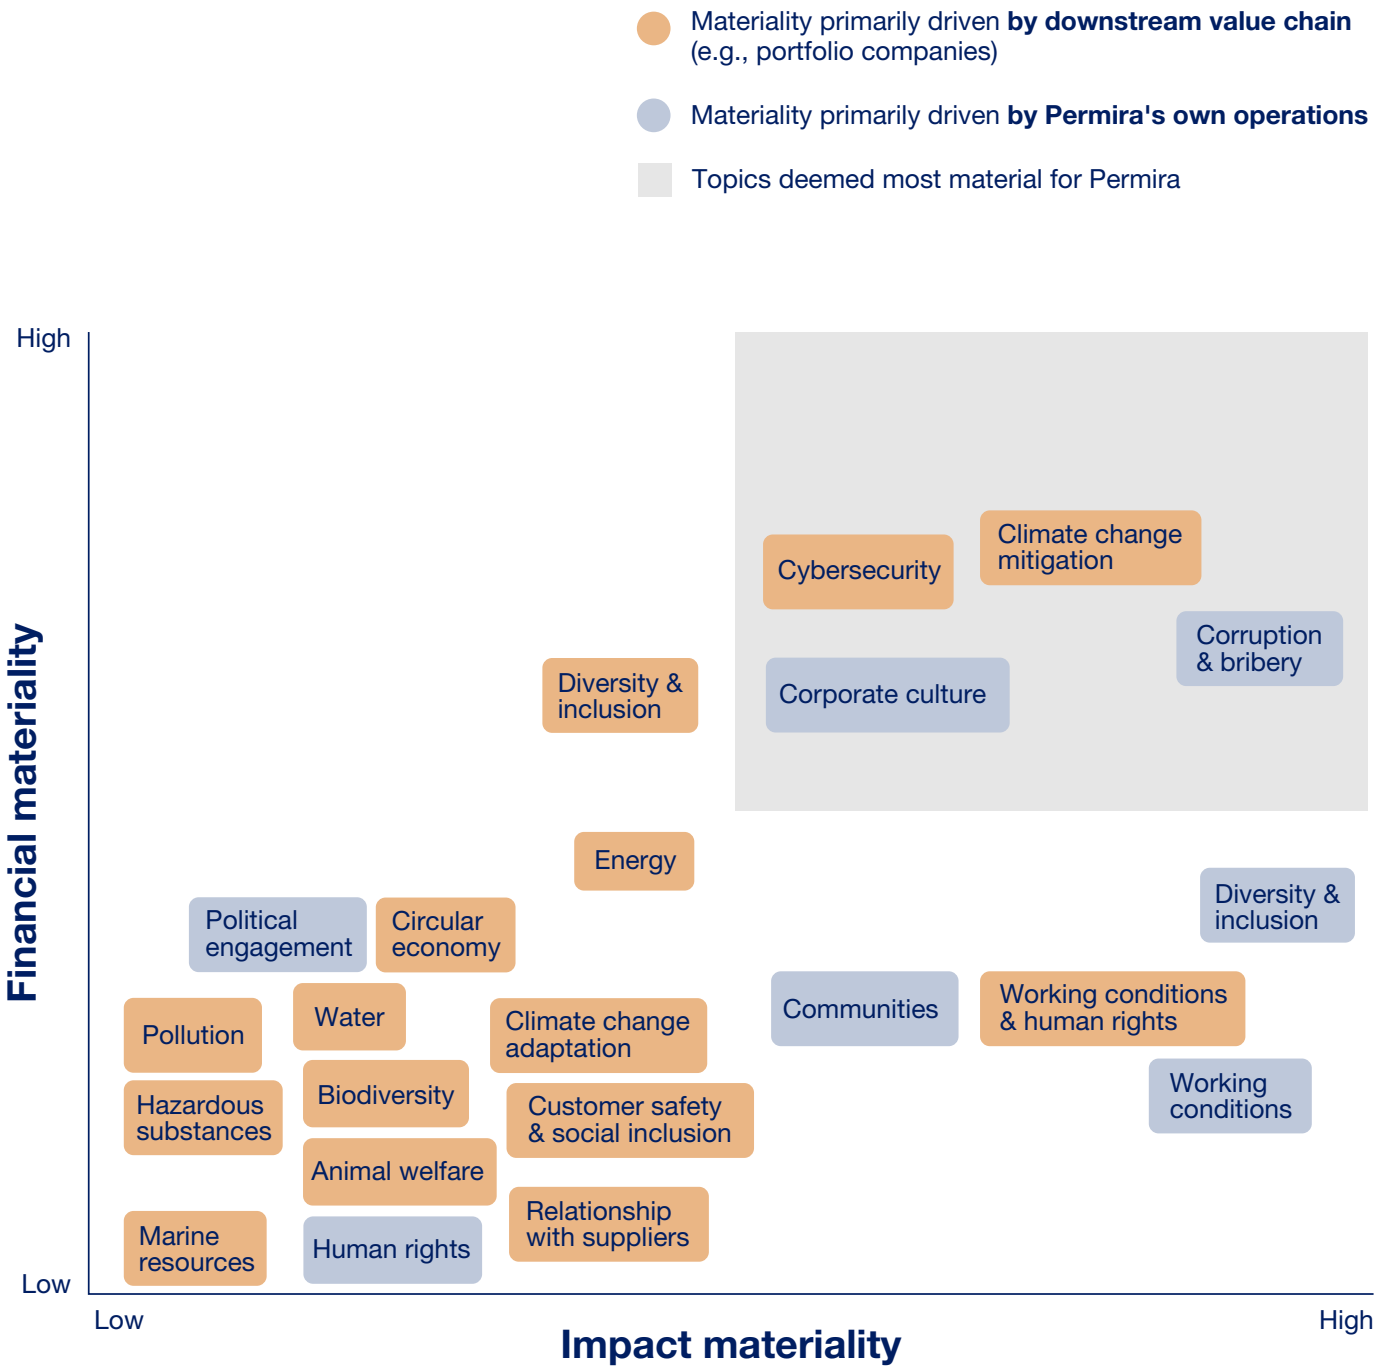 Materiality primarily driven by downstream value chain
(e.g., portfolio companies)
Materiality primarily driven by Permira's own operations
Topics deemed most material for Permira
High
Financial materiality
Climate change
mitigation
Cybersecurity
Corruption
& bribery
Diversity &
inclusion
Corporate culture
Energy
Diversity &
inclusion
Political
engagement
Circular
economy
Communities
Working conditions
& human rights
Pollution
Water
Climate change
adaptation
Working
conditions
Hazardous
substances
Biodiversity
Customer safety
& social inclusion
Animal welfare
Relationship
with suppliers
Marine
resources
Human rights
Low
Low
High
Impact materiality